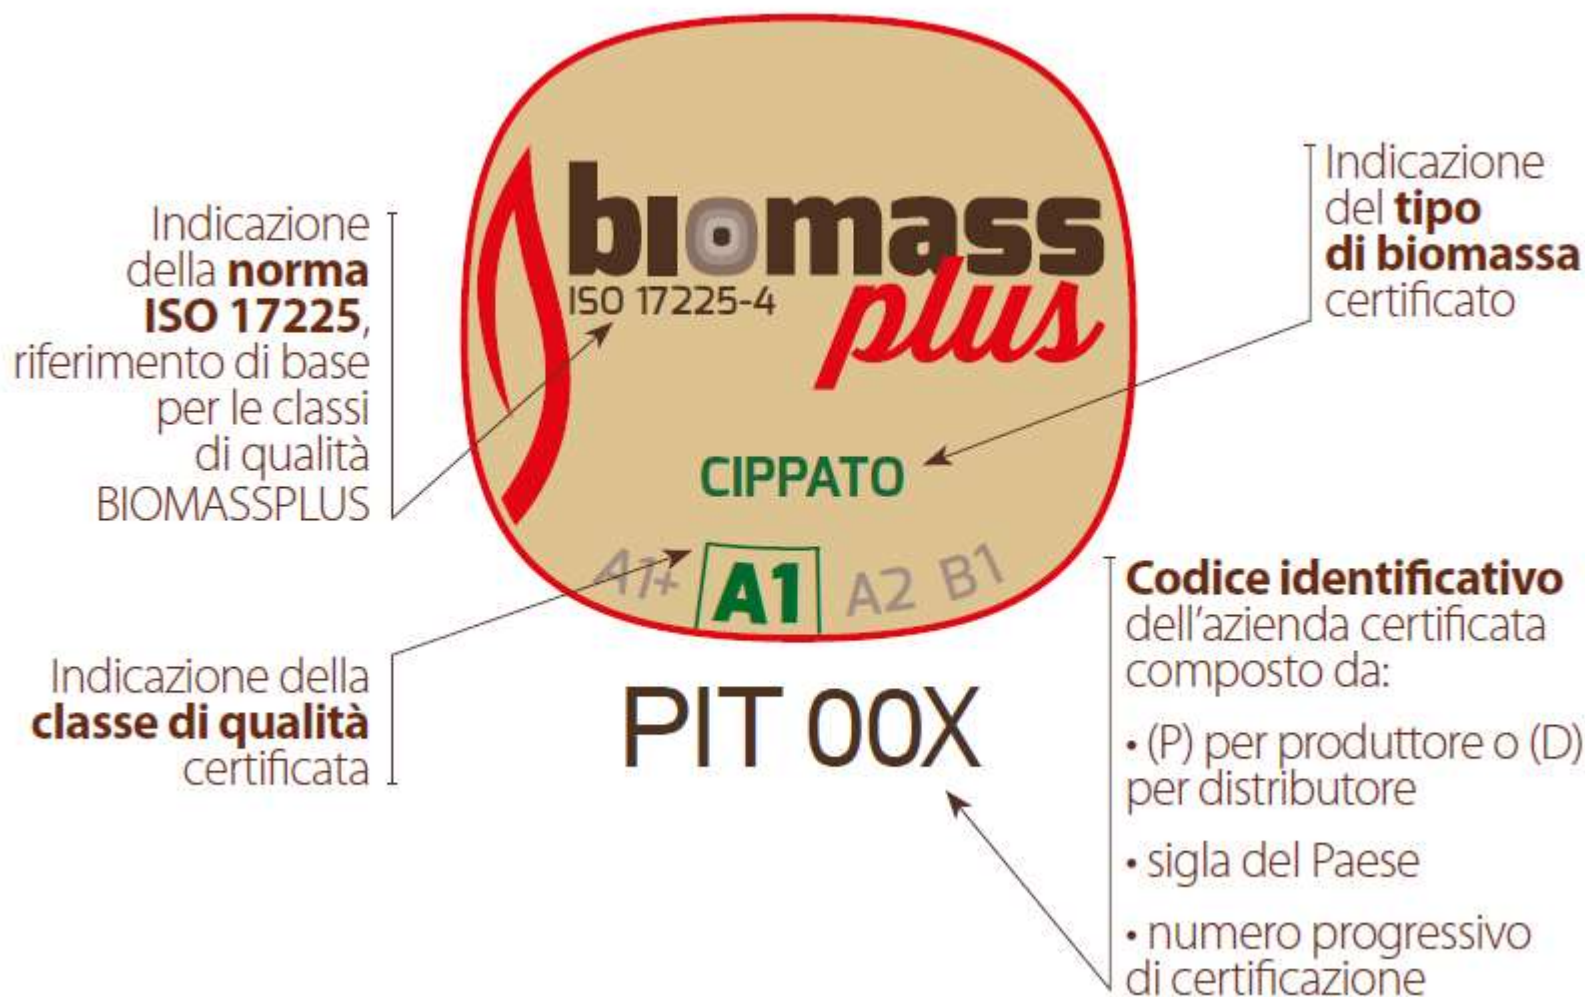 Indicazione
della norma
ISO 17225,
riferimento di base
per le classi
di qualità
BIOMASSPLUS
biomass
ISO 17225-4
plus
CIPPATO
A1+ A1 A2 B1
PIT 00X
Indicazione
del tipo
di biomassa
certificato
Indicazione della
classe di qualità
certificata
Codice identificativo
dell'azienda certificata
composto da:
• (P) per produttore o (D)
per distributore
• sigla del Paese
• numero progressivo
di certificazione